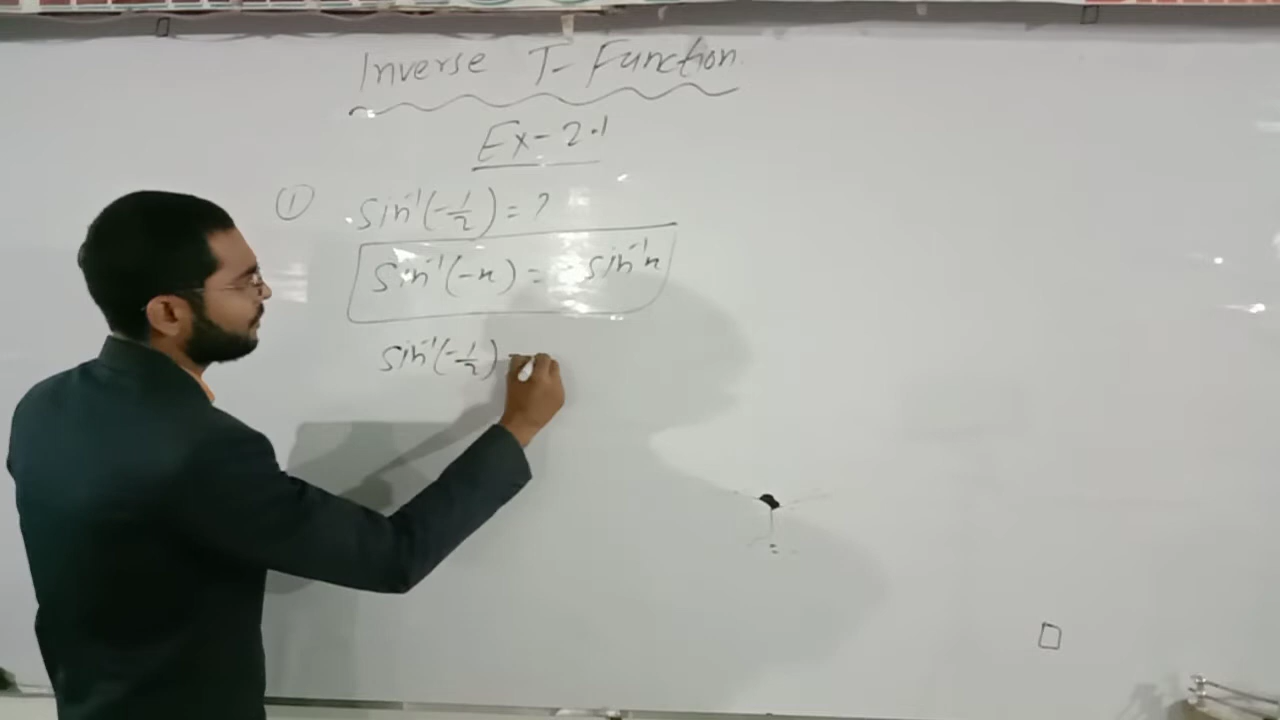 Inverse T- Function
Ex-2.1
① sin⁻¹(-1/2) = ?
sin⁻¹(-x) = - sin⁻¹x
sin⁻¹(-1/2) =